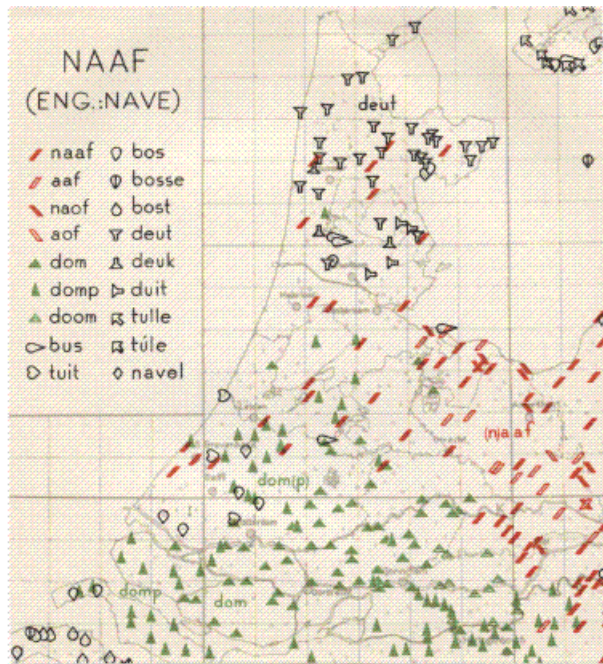 NAAF
(ENG.:NAVE)
naaf
aaf
naof
aof
dom
domp
doom
bus
tuit
bos
bosse
bost
deut
deuk
duit
tulle
túle
navel
deut
(n)aaf
dom(p)
domp
dom